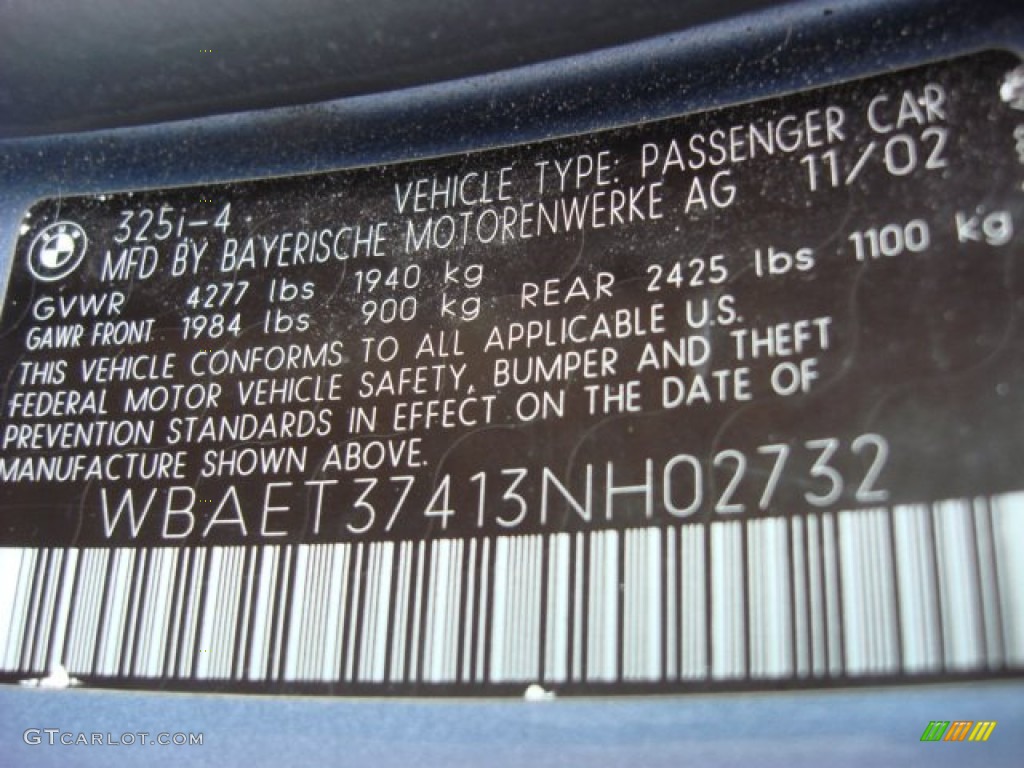 325i-4 VEHICLE TYPE: PASSENGER CAR
MFD BY BAYERISCHE MOTORENWERKE AG 11/02
GVWR 4277 lbs 1940 kg
GAWR FRONT 1984 lbs 900 kg REAR 2425 lbs 1100 kg
THIS VEHICLE CONFORMS TO ALL APPLICABLE U.S.
FEDERAL MOTOR VEHICLE SAFETY, BUMPER AND THEFT
PREVENTION STANDARDS IN EFFECT ON THE DATE OF
MANUFACTURE SHOWN ABOVE.
WBAET37413NH02732
GTCARLOT.COM